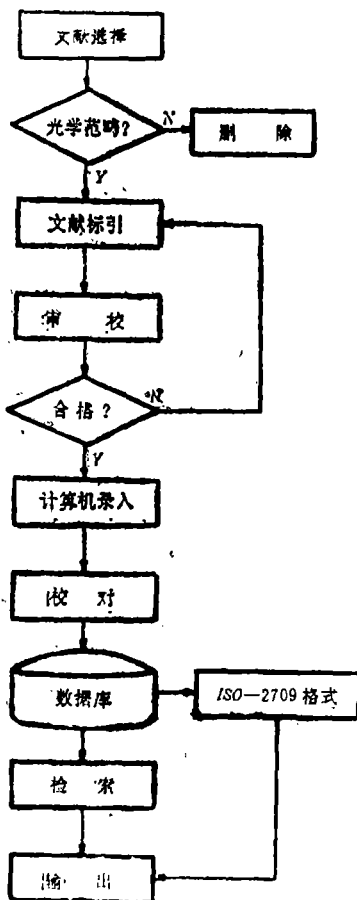 文献选择
光学范畴?
N
删 除
Y
文献标引
审 校
合格?
N
Y
计算机录入
校 对
数据库
ISO—2709 格式
检 索
输 出